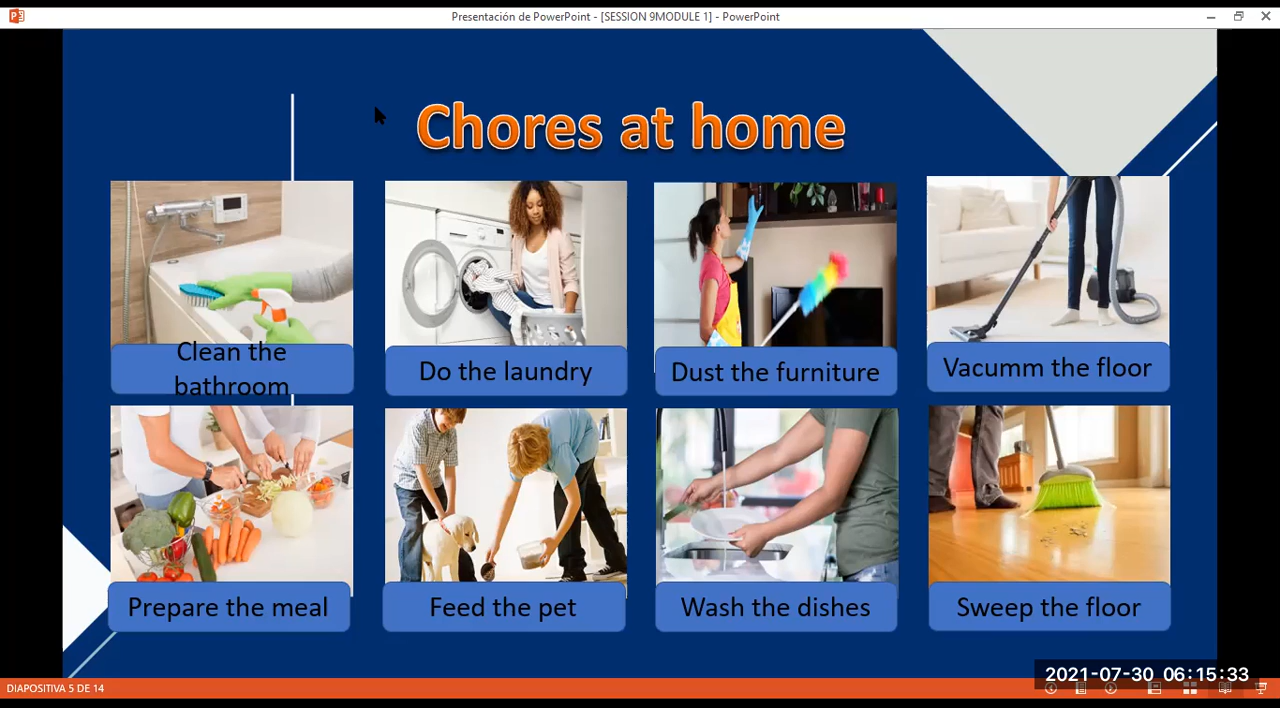 Presentación de PowerPoint - [SESSION 9MODULE 1] - PowerPoint
Chores at home
Clean the
bathroom
Do the laundry
Dust the furniture
Vacumm the floor
Prepare the meal
Feed the pet
Wash the dishes
Sweep the floor
2021-07-30 06:15:33
DIAPOSITIVA 5 DE 14